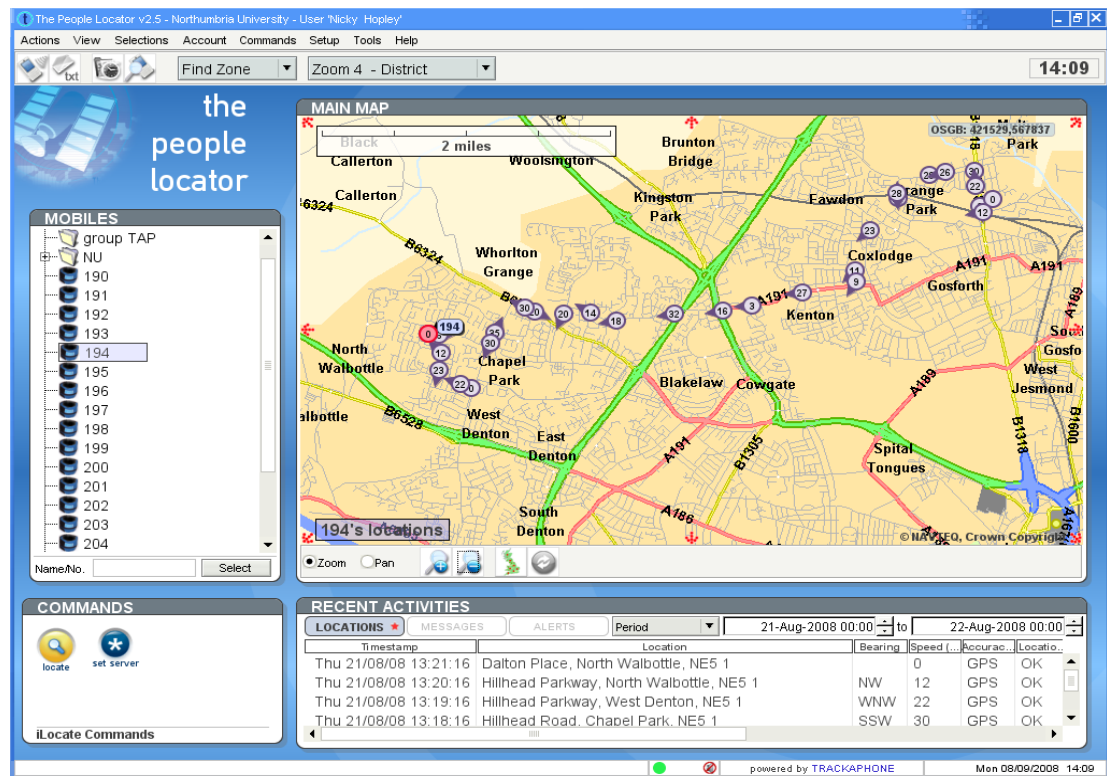 The People Locator v2.5 - Northumbria University - User 'Nicky Hopley'
Actions View Selections Account Commands Setup Tools Help
txt
Find Zone
Zoom 4 - District
14:09
the
people
locator
MOBILES
group TAP
NU
190
191
192
193
194
195
196
197
198
199
200
201
202
203
204
Name/No.
Select
COMMANDS
locate
set server
iLocate Commands
MAIN MAP
2 miles
OSGB: 421529,567837
Black
Callerton
Woolsington
Brunton
Bridge
Park
B1318
Callerton
Kingston
Park
Fawdon
Grange
Park
6324
B6324
Whorlton
Grange
Coxlodge
A191
A191
Gosforth
A191
Kenton
A189
North
Walbottle
194
Chapel
Park
Blakelaw
Cowgate
A189
West
Jesmond
albottle
B6528
West
Denton
East
Denton
A191
B1305
Spital
Tongues
B1318
B1600
South
Denton
A186
194's locations
© NAVTEQ, Crown Copyright
Zoom
Pan
RECENT ACTIVITIES
LOCATIONS * MESSAGES ALERTS Period 21-Aug-2008 00:00 to 22-Aug-2008 00:00
Timestamp Location Bearing Speed (... Accurac... Locatio...
Thu 21/08/08 13:21:16 Dalton Place, North Walbottle, NE5 1 0 GPS OK
Thu 21/08/08 13:20:16 Hillhead Parkway, North Walbottle, NE5 1 NW 12 GPS OK
Thu 21/08/08 13:19:16 Hillhead Parkway, West Denton, NE5 1 WNW 22 GPS OK
Thu 21/08/08 13:18:16 Hillhead Road, Chapel Park, NE5 1 SSW 30 GPS OK
powered by TRACKAPHONE
Mon 08/09/2008 14:09